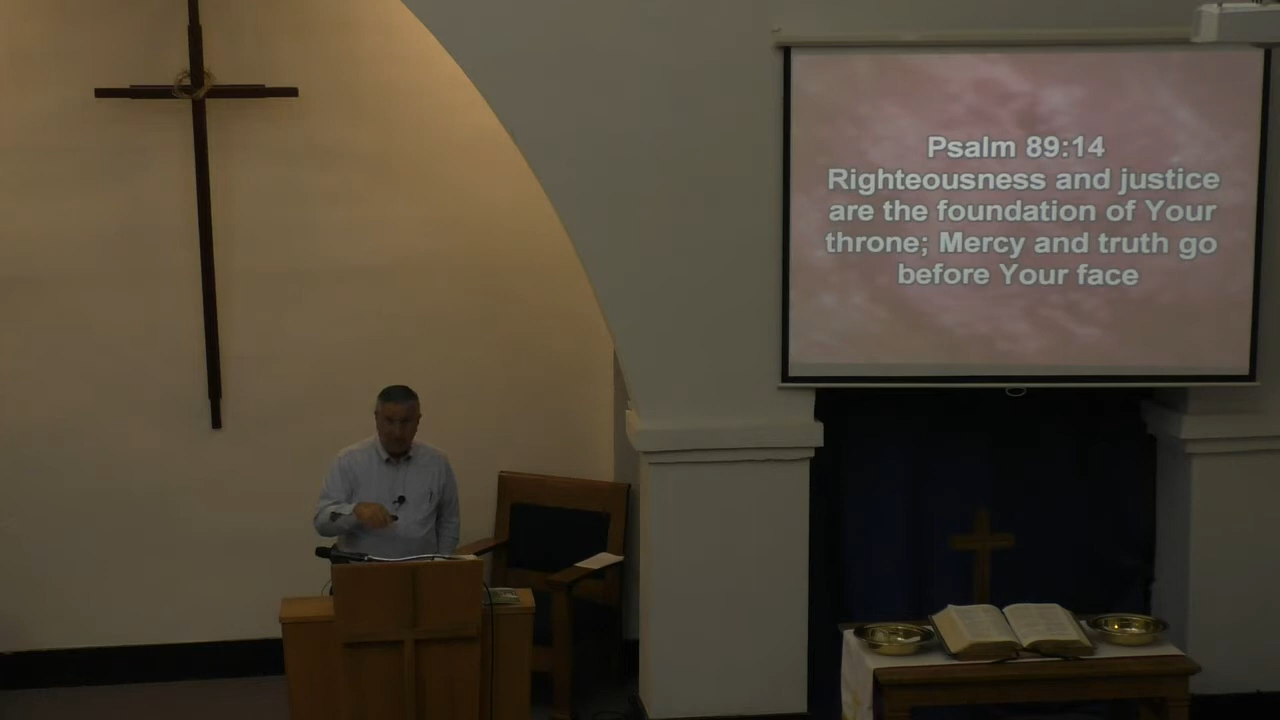 Psalm 89:14
Righteousness and justice
are the foundation of Your
throne; Mercy and truth go
before Your face